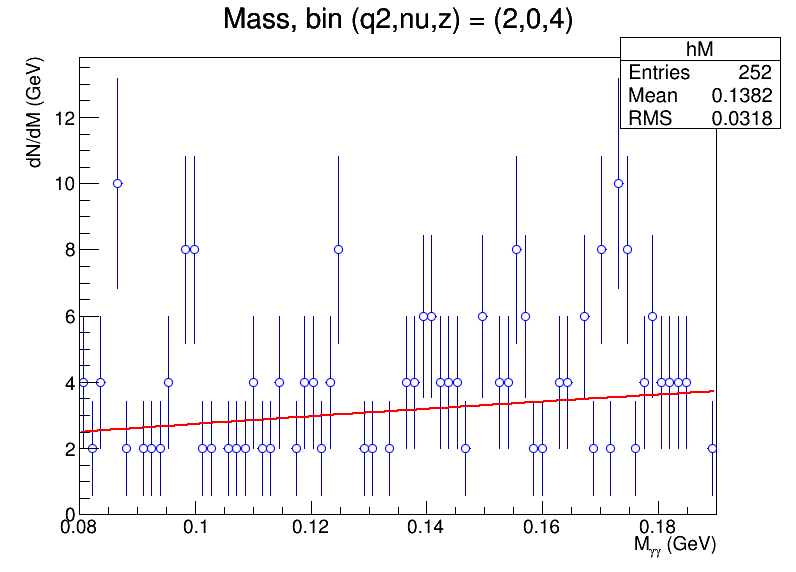 Mass, bin (q2,nu,z) = (2,0,4)
hM
Entries 252
Mean 0.1382
RMS 0.0318
dN/dM (GeV)
12
10
8
6
4
2
0
0.08 0.1 0.12 0.14 0.16 0.18
Mγγ (GeV)